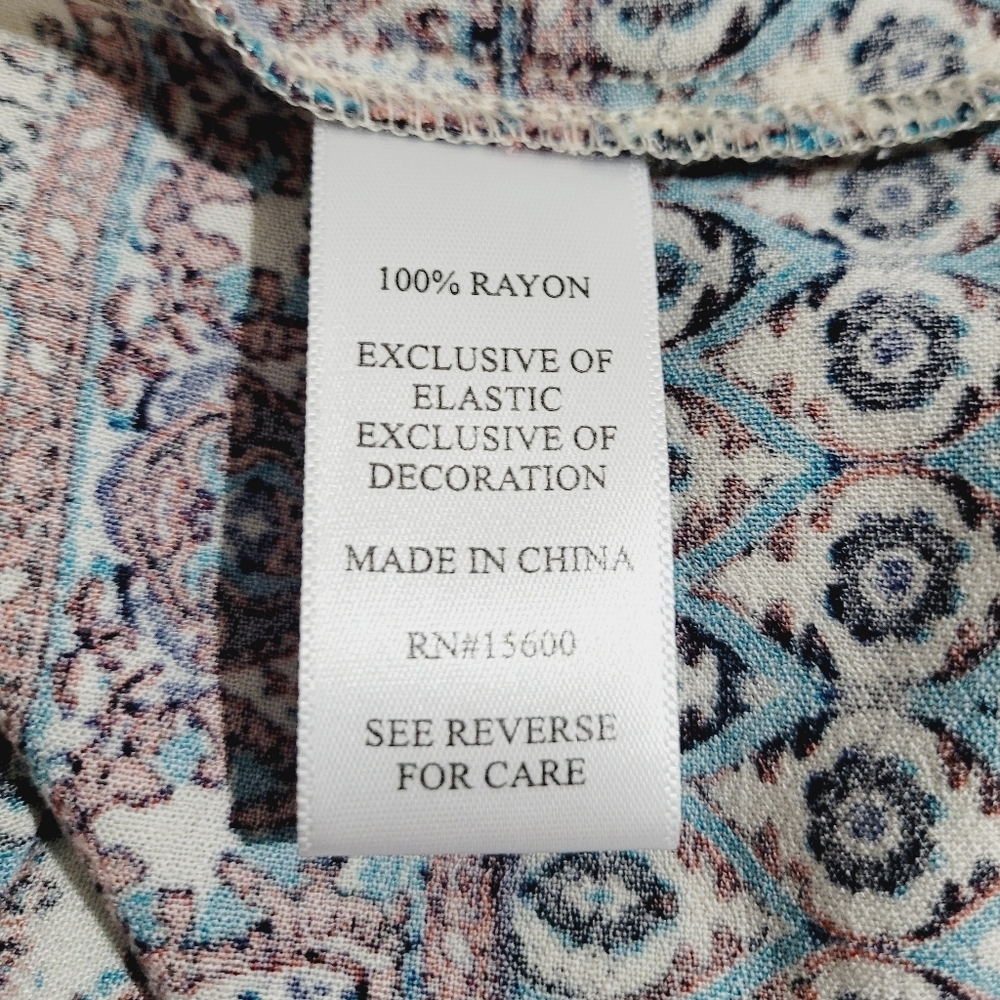 100% RAYON
EXCLUSIVE OF
ELASTIC
EXCLUSIVE OF
DECORATION
MADE IN CHINA
RN#15600
SEE REVERSE
FOR CARE